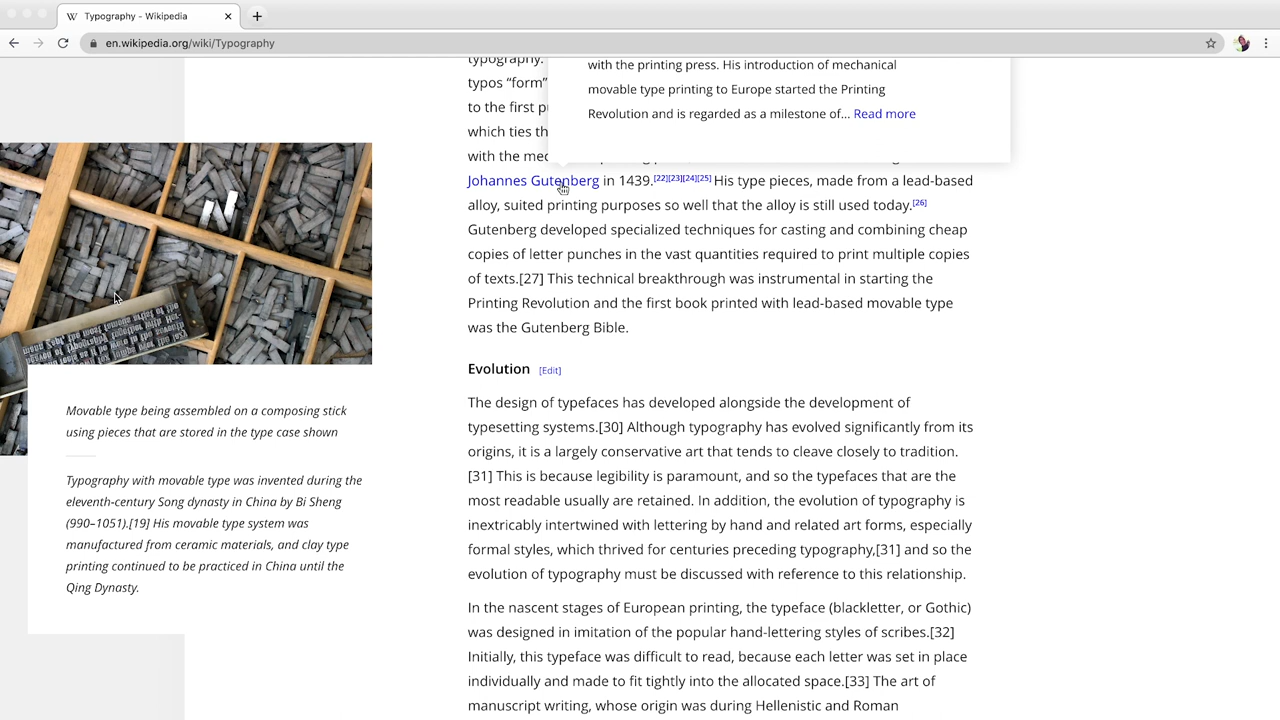 Typography - Wikipedia
en.wikipedia.org/wiki/Typography
with the printing press. His introduction of mechanical
movable type printing to Europe started the Printing
Revolution and is regarded as a milestone of... Read more
typography.
typos “form”
to the first p
which ties th
with the mec
Johannes Gutenberg in 1439.[22][23][24][25] His type pieces, made from a lead-based
alloy, suited printing purposes so well that the alloy is still used today.[26]
Gutenberg developed specialized techniques for casting and combining cheap
copies of letter punches in the vast quantities required to print multiple copies
of texts.[27] This technical breakthrough was instrumental in starting the
Printing Revolution and the first book printed with lead-based movable type
was the Gutenberg Bible.
Evolution [Edit]
The design of typefaces has developed alongside the development of
typesetting systems.[30] Although typography has evolved significantly from its
origins, it is a largely conservative art that tends to cleave closely to tradition.
[31] This is because legibility is paramount, and so the typefaces that are the
most readable usually are retained. In addition, the evolution of typography is
inextricably intertwined with lettering by hand and related art forms, especially
formal styles, which thrived for centuries preceding typography,[31] and so the
evolution of typography must be discussed with reference to this relationship.
In the nascent stages of European printing, the typeface (blackletter, or Gothic)
was designed in imitation of the popular hand-lettering styles of scribes.[32]
Initially, this typeface was difficult to read, because each letter was set in place
individually and made to fit tightly into the allocated space.[33] The art of
manuscript writing, whose origin was during Hellenistic and Roman
Movable type being assembled on a composing stick
using pieces that are stored in the type case shown
Typography with movable type was invented during the
eleventh-century Song dynasty in China by Bi Sheng
(990–1051).[19] His movable type system was
manufactured from ceramic materials, and clay type
printing continued to be practiced in China until the
Qing Dynasty.